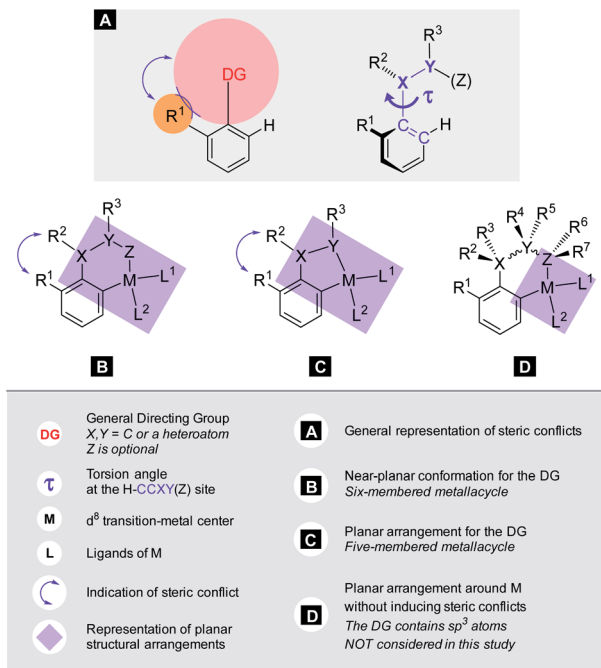 A
DG
R¹
H
R³
R²
Y
X
(Z)
τ
C
C
H
R¹
R³
R²
Y
Z
X
R¹
M
L¹
L²
B
R³
R²
Y
X
R¹
M
L¹
L²
C
R⁴
R⁵
R³
R⁶
Y
R²
X
Z
R⁷
R¹
M
L¹
L²
D
DG
General Directing Group
X,Y = C or a heteroatom
Z is optional
τ
Torsion angle
at the H-CCXY(Z) site
M
d⁸ transition-metal center
L
Ligands of M
Indication of steric conflict
Representation of planar
structural arrangements
A
General representation of steric conflicts
B
Near-planar conformation for the DG
Six-membered metallacycle
C
Planar arrangement for the DG
Five-membered metallacycle
D
Planar arrangement around M
without inducing steric conflicts
The DG contains sp³ atoms
NOT considered in this study